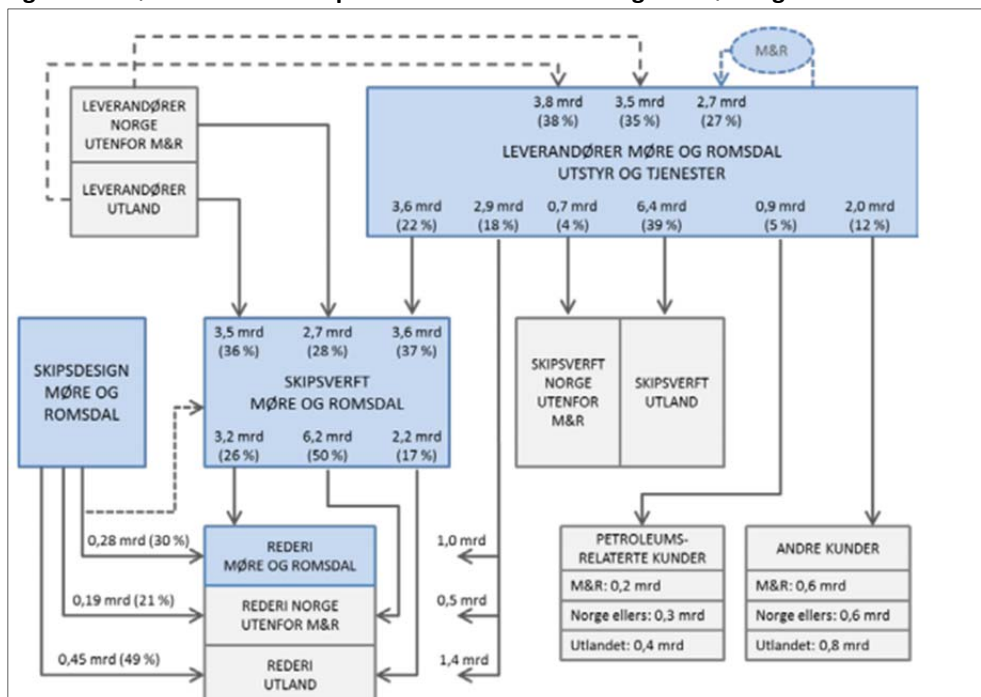 M&R
LEVERANDØRER
NORGE
UTENFOR M&R
LEVERANDØRER
UTLAND
3,8 mrd
(38 %)
3,5 mrd
(35 %)
2,7 mrd
(27 %)
LEVERANDØRER MØRE OG ROMSDAL
UTSTYR OG TJENESTER
3,6 mrd
(22 %)
2,9 mrd
(18 %)
0,7 mrd
(4 %)
6,4 mrd
(39 %)
0,9 mrd
(5 %)
2,0 mrd
(12 %)
SKIPSDESIGN
MØRE OG
ROMSDAL
3,5 mrd
(36 %)
2,7 mrd
(28 %)
3,6 mrd
(37 %)
SKIPSVERFT
MØRE OG ROMSDAL
3,2 mrd
(26 %)
6,2 mrd
(50 %)
2,2 mrd
(17 %)
SKIPSVERFT
NORGE
UTENFOR
M&R
SKIPSVERFT
UTLAND
0,28 mrd (30 %)
0,19 mrd (21 %)
0,45 mrd (49 %)
REDERI
MØRE OG ROMSDAL
REDERI NORGE
UTENFOR M&R
REDERI
UTLAND
1,0 mrd
0,5 mrd
1,4 mrd
PETROLEUMS-
RELATERTE KUNDER
M&R: 0,2 mrd
Norge ellers: 0,3 mrd
Utlandet: 0,4 mrd
ANDRE KUNDER
M&R: 0,6 mrd
Norge ellers: 0,6 mrd
Utlandet: 0,8 mrd